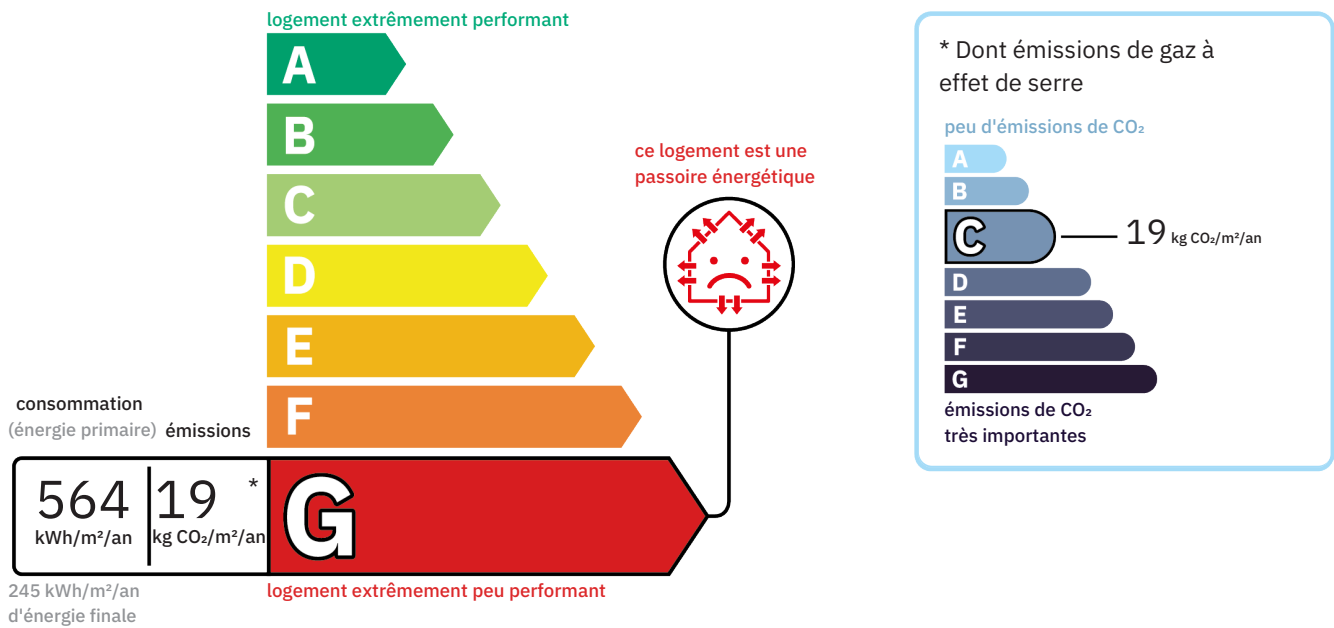 logement extrêmement performant
A
B
C
D
E
F
G
consommation
(énergie primaire)
émissions
564
kWh/m²/an
19 *
kg CO₂/m²/an
245 kWh/m²/an
d'énergie finale
logement extrêmement peu performant
ce logement est une
passoire énergétique
* Dont émissions de gaz à
effet de serre
peu d'émissions de CO₂
A
B
C
19 kg CO₂/m²/an
D
E
F
G
émissions de CO₂
très importantes